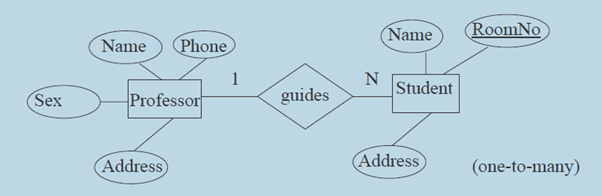 Name
Phone
Name
RoomNo
1
N
Sex
Professor
guides
Student
Address
Address
(one-to-many)